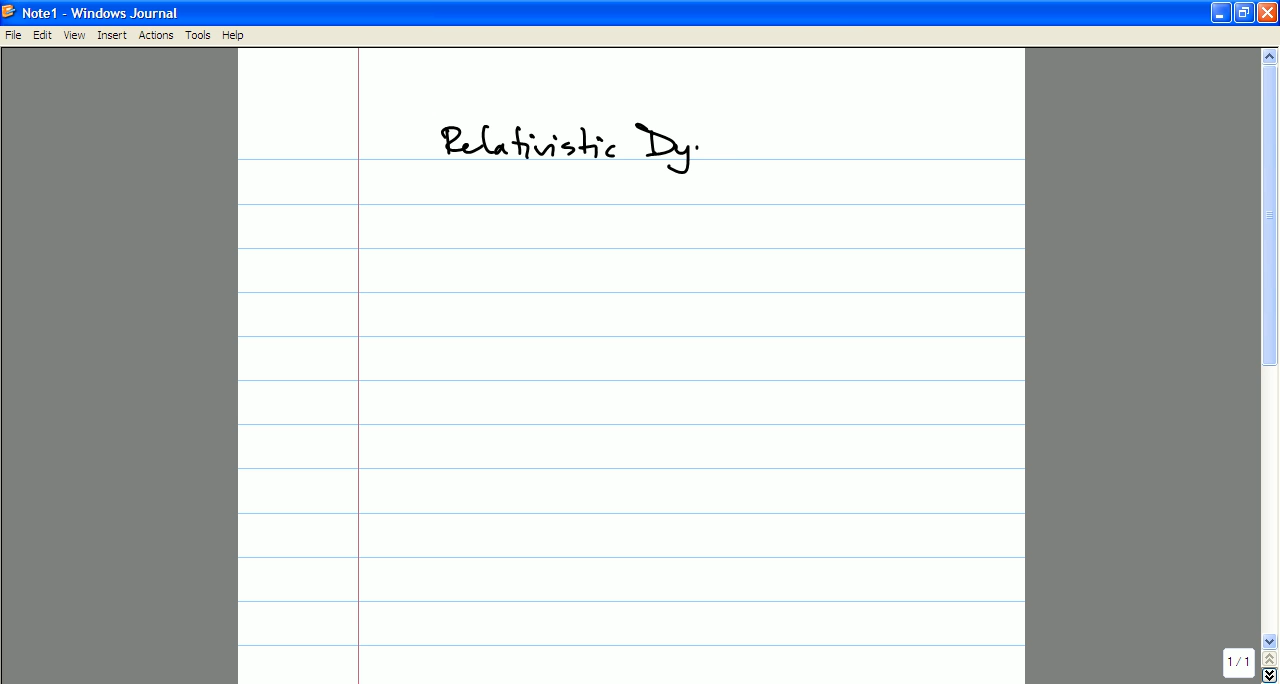 Note1 - Windows Journal
File Edit View Insert Actions Tools Help
Relativistic Dy.
1 / 1